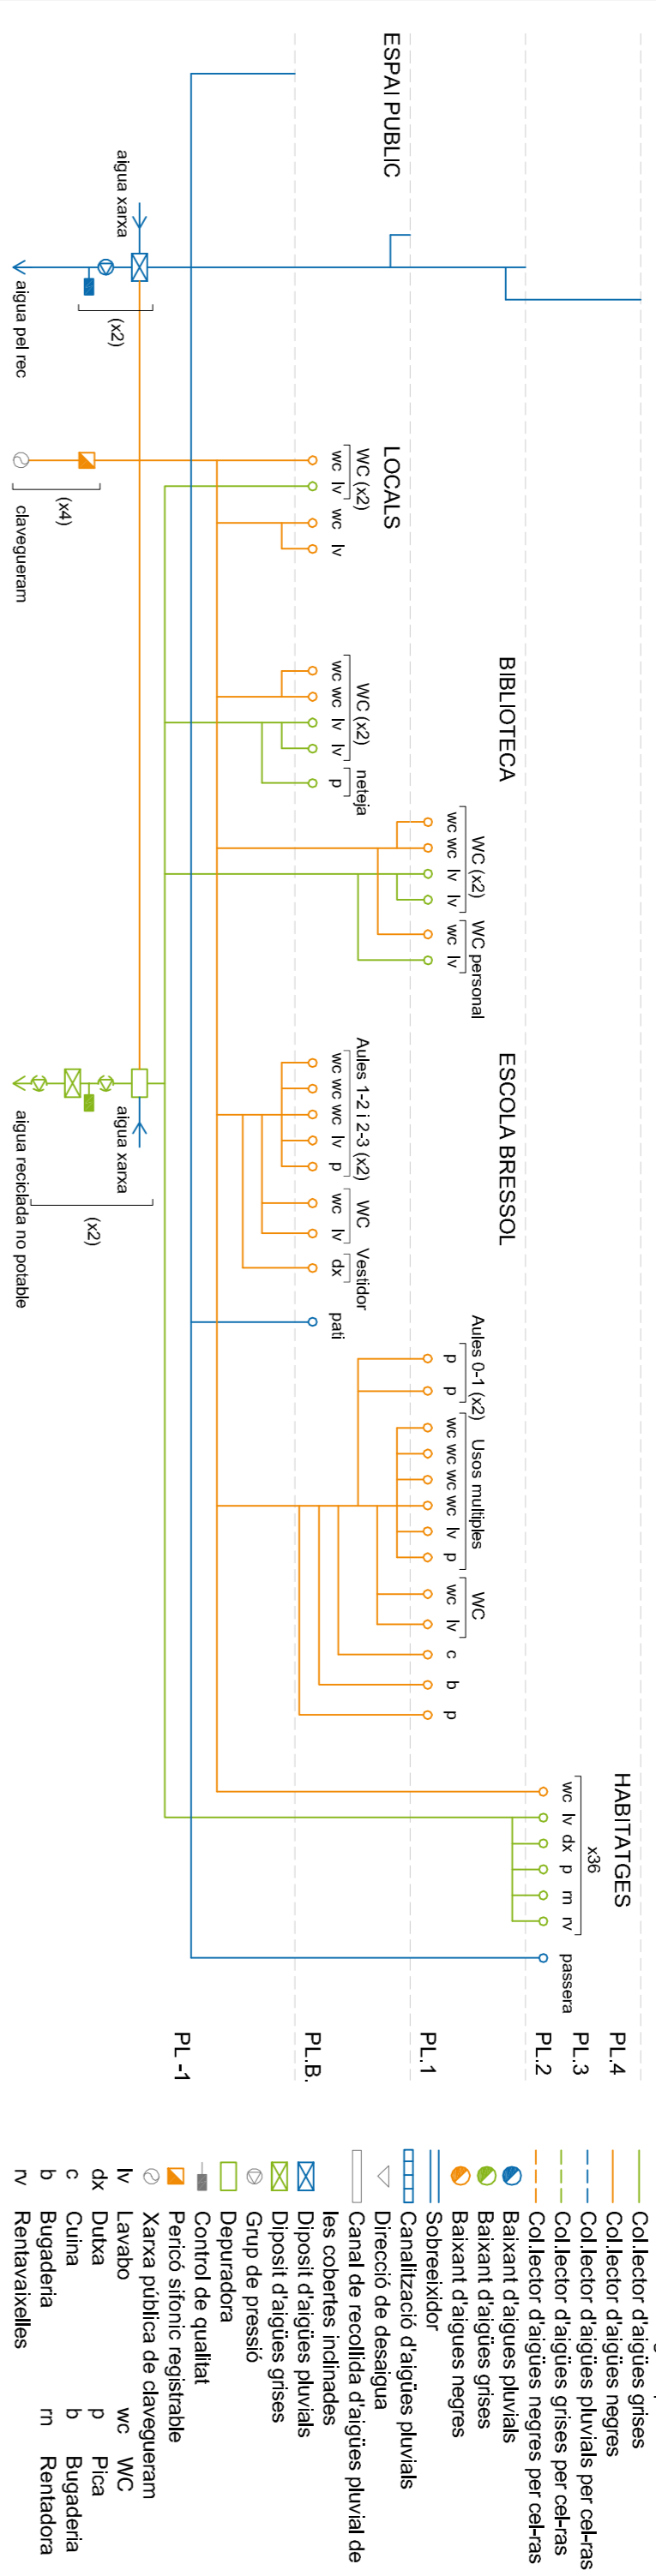 ESPAI PUBLIC
aigua xarxa
aigua pel rec
(x2)
LOCALS
WC (x2)
wc lv wc lv
(x4)
clavegueram
BIBLIOTECA
WC (x2) neteja
wc wc lv lv p
WC (x2) WC personal
wc wc lv lv wc lv
ESCOLA BRESSOL
Aules 1-2 i 2-3 (x2) WC Vestidor
wc wc wc lv p wc lv dx pati
aigua xarxa
(x2)
aigua reciclada no potable
Aules 0-1 (x2) Usos multiples WC
p p wc wc wc wc lv p wc lv c b p
HABITATGES
x36
wc lv dx p rn rv passera
PL.4
PL.3
PL.2
PL.1
PL.B.
PL -1
Col.lector d'aigües grises
Col.lector d'aigües negres
Col.lector d'aigües pluvials per cel-ras
Col.lector d'aigües grises per cel-ras
Col.lector d'aigües negres per cel-ras
Baixant d'aigues pluvials
Baixant d'aigües grises
Baixant d'aigues negres
Sobreeixidor
Canalització d'aigües pluvials
Direcció de desaigua
Canal de recollida d'aigües pluvial de
les cobertes inclinades
Diposit d'aigües pluvials
Diposit d'aigües grises
Grup de pressió
Depuradora
Control de qualitat
Pericó sifonic registrable
Xarxa pública de clavegueram
lv Lavabo wc WC
dx Dutxa p Pica
c Cuina b Bugaderia
b Bugaderia rn Rentadora
rv Rentavaixelles